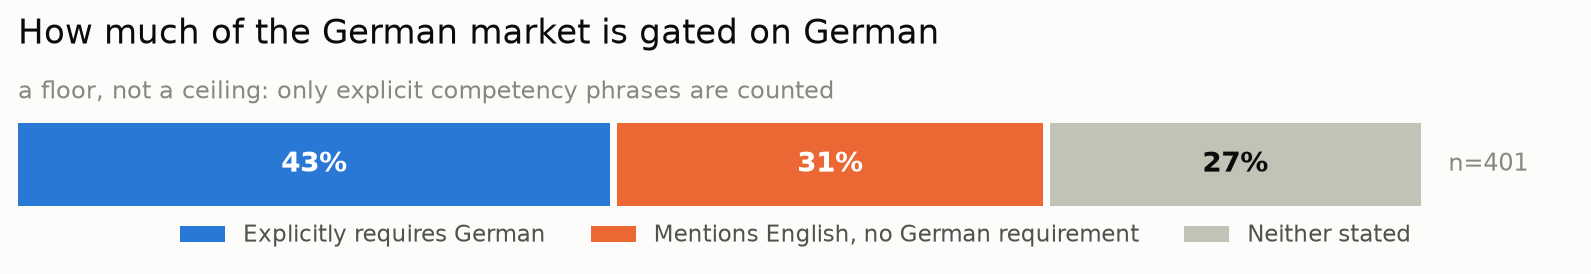 How much of the German market is gated on German
a floor, not a ceiling: only explicit competency phrases are counted
43% 31% 27% n=401
Explicitly requires German Mentions English, no German requirement Neither stated